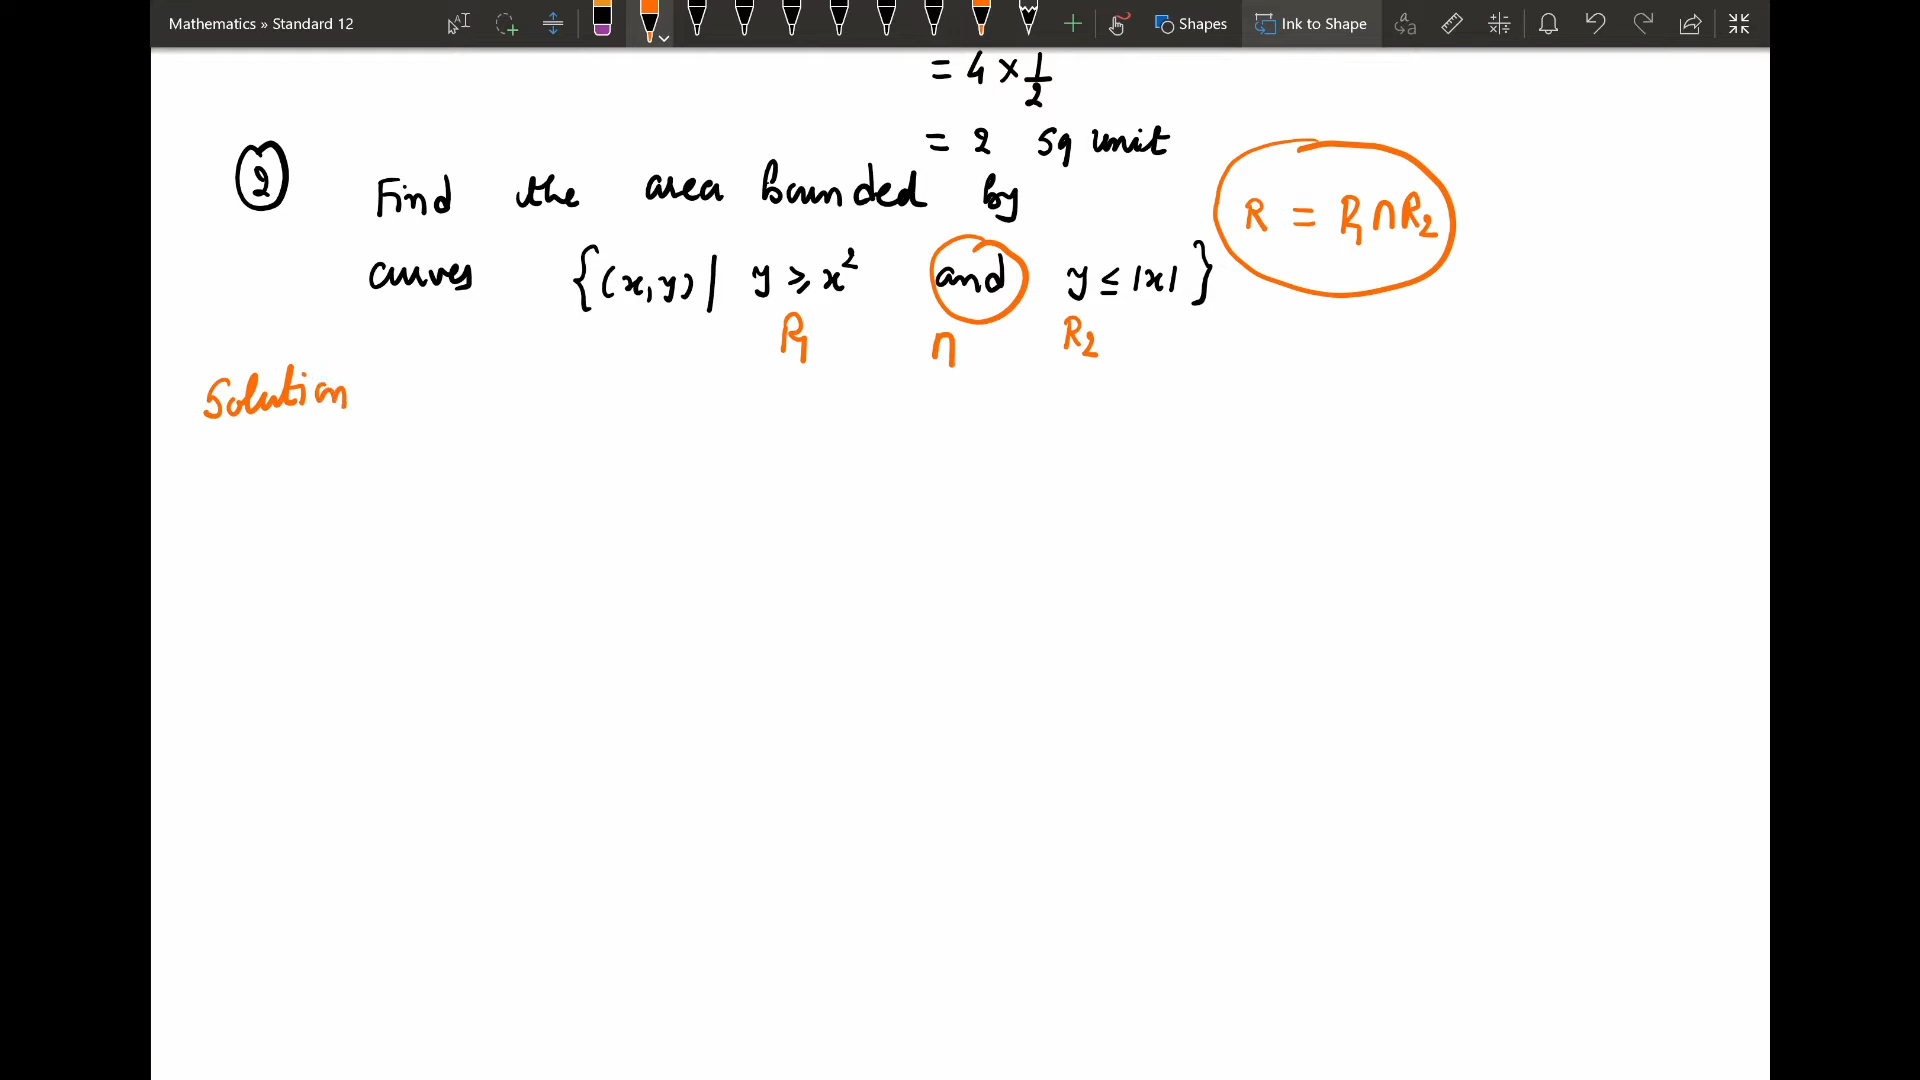 Mathematics » Standard 12
Shapes
Ink to Shape
= 4 × 1/2
= 2 sq unit
② Find the area bounded by
curves {(x,y) | y ≥ x² and y ≤ |x|}
R = R₁ ∩ R₂
R₁ ∩ R₂
Solution